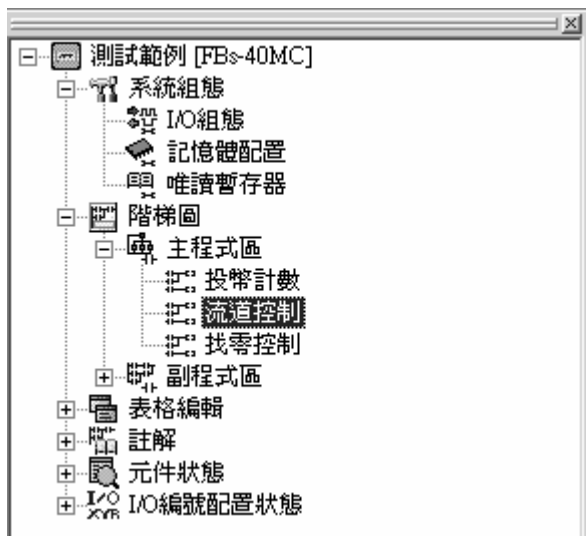 測試範例 [FBs-40MC]
系統組態
I/O組態
記憶體配置
唯讀暫存器
階梯圖
主程式區
投幣計數
流道控制
找零控制
副程式區
表格編輯
註解
元件狀態
I/O編號配置狀態